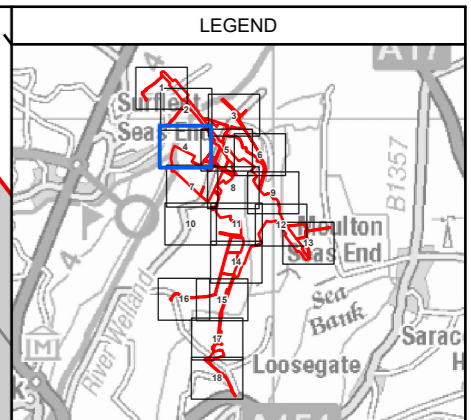 LEGEND
A17
1
Surfleet
Seas End
2
3
4
5
6
7
8
9
10
11
12
13
14
15
16
17
18
B1357
Moulton
Seas End
River Welland
Sea
Bank
Sarac
H
Loosegate
k
A151